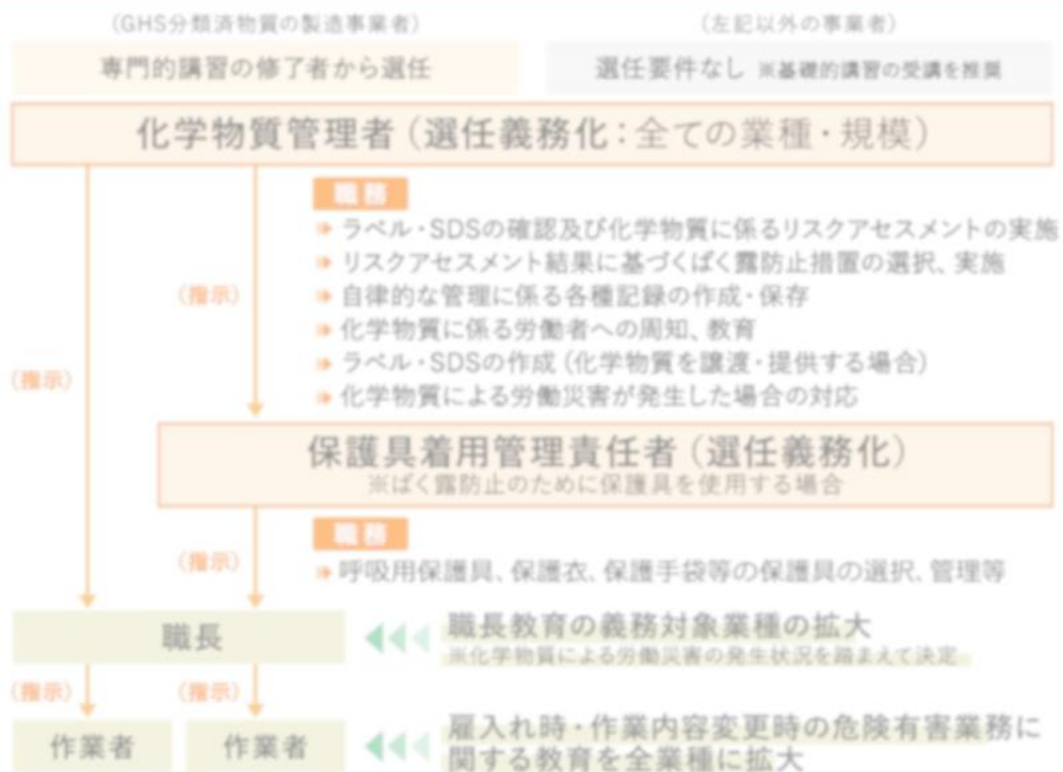 (GHS分類済物質の製造事業者)
(左記以外の事業者)
専門的講習の修了者から選任
選任要件なし ※基礎的講習の受講を推奨
化学物質管理者(選任義務化:全ての業種・規模)
職務
ラベル・SDSの確認及び化学物質に係るリスクアセスメントの実施
リスクアセスメント結果に基づくばく露防止措置の選択、実施
(指示)
自律的な管理に係る各種記録の作成・保存
化学物質に係る労働者への周知、教育
ラベル・SDSの作成(化学物質を譲渡・提供する場合)
(指示)
化学物質による労働災害が発生した場合の対応
保護具着用管理責任者(選任義務化)
※ばく露防止のために保護具を使用する場合
職務
(指示)
呼吸用保護具、保護衣、保護手袋等の保護具の選択、管理等
職長
職長教育の義務対象業種の拡大
※化学物質による労働災害の発生状況を踏まえて決定
(指示)
(指示)
作業者
作業者
雇入れ時・作業内容変更時の危険有害業務に
関する教育を全業種に拡大